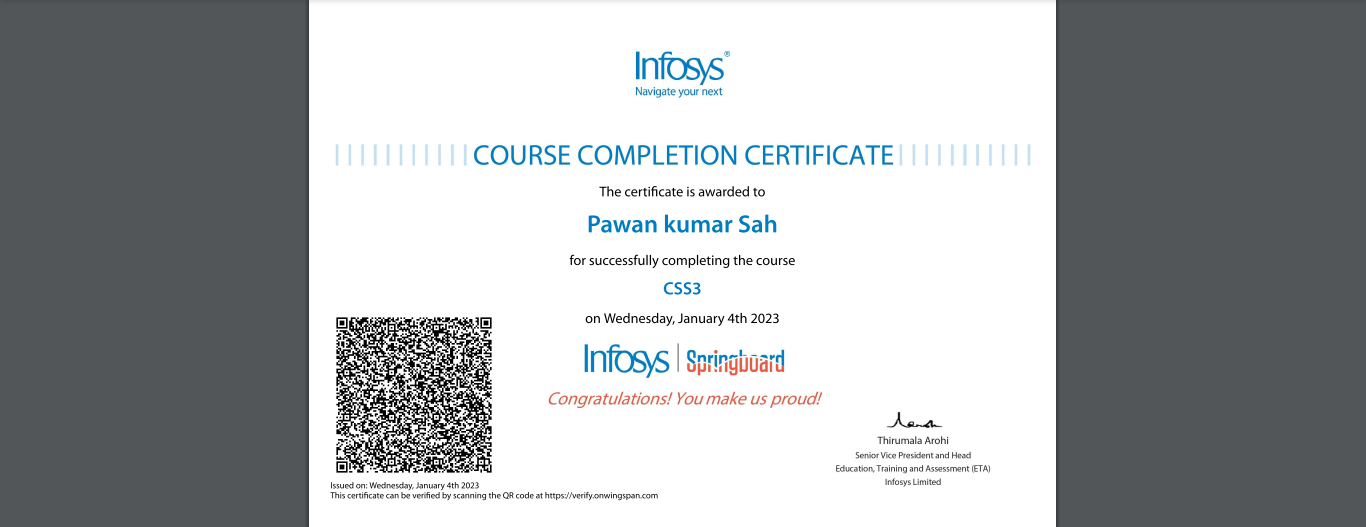 Infosys®
Navigate your next
COURSE COMPLETION CERTIFICATE
The certificate is awarded to
Pawan kumar Sah
for successfully completing the course
CSS3
on Wednesday, January 4th 2023
Infosys | Springboard
Congratulations! You make us proud!
Thirumala Arohi
Senior Vice President and Head
Education, Training and Assessment (ETA)
Infosys Limited
Issued on: Wednesday, January 4th 2023
This certificate can be verified by scanning the QR code at https://verify.onwingspan.com